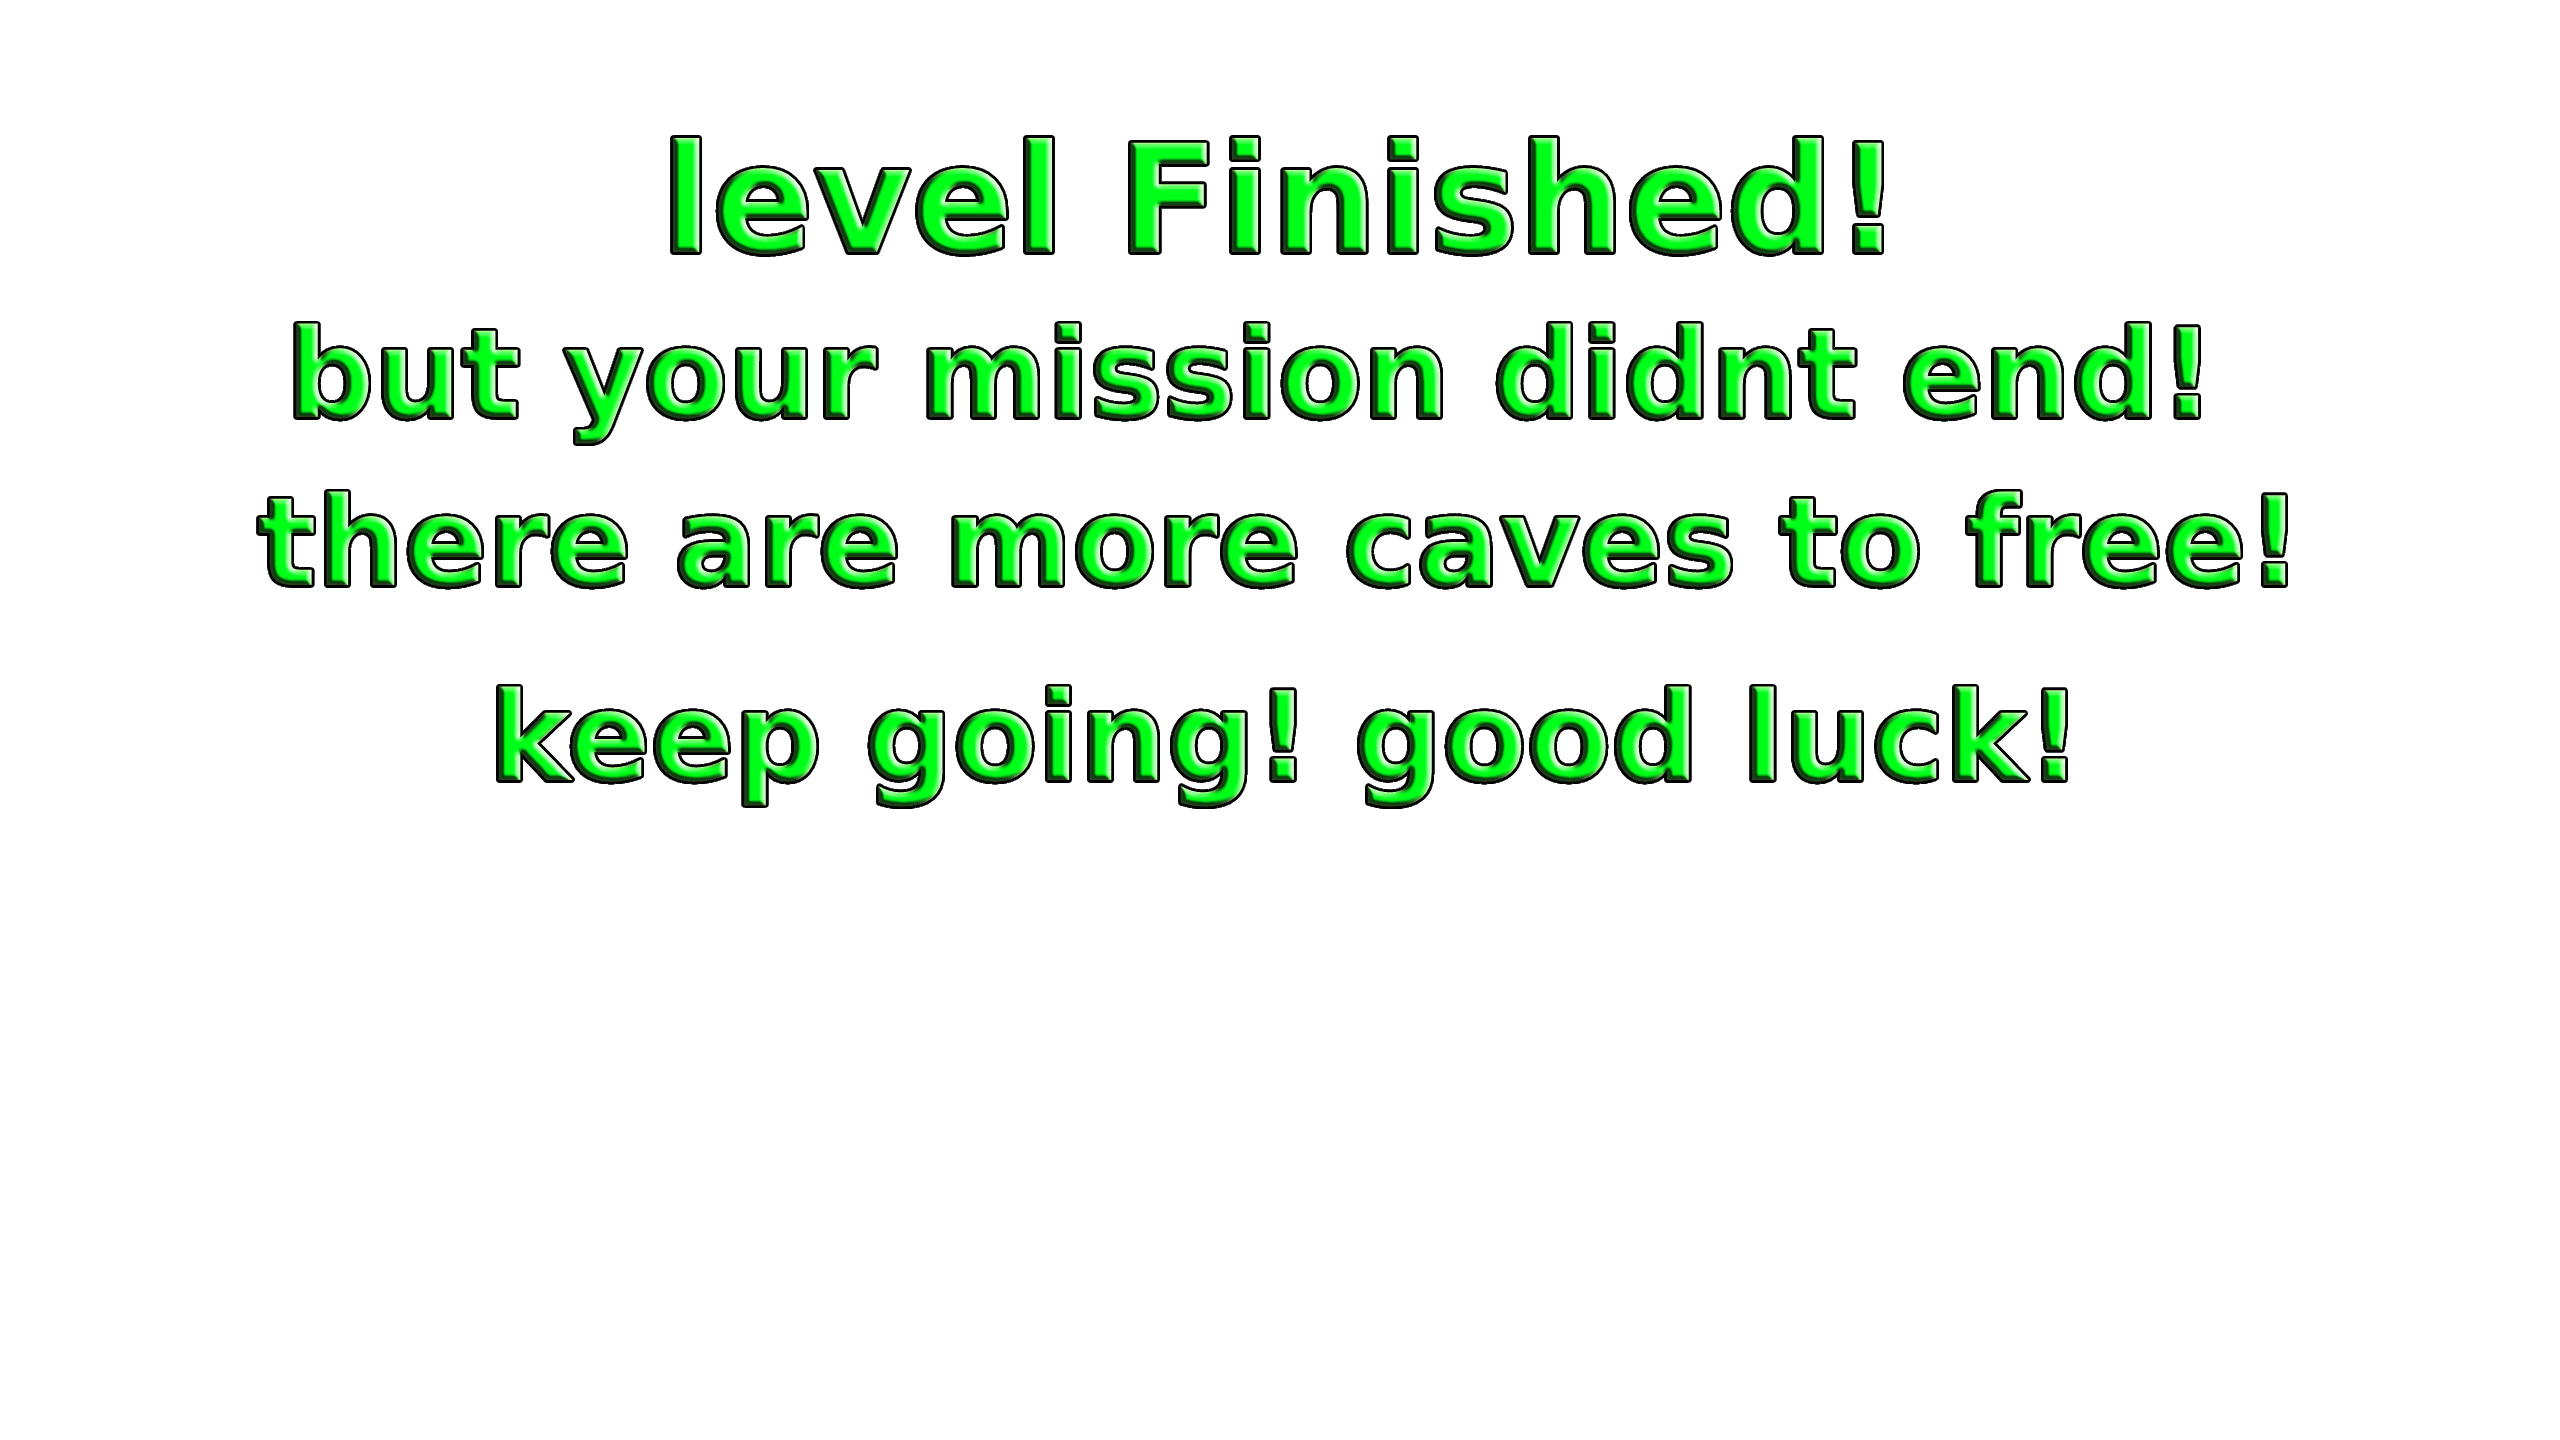 level Finished!
but your mission didnt end!
there are more caves to free!
keep going! good luck!